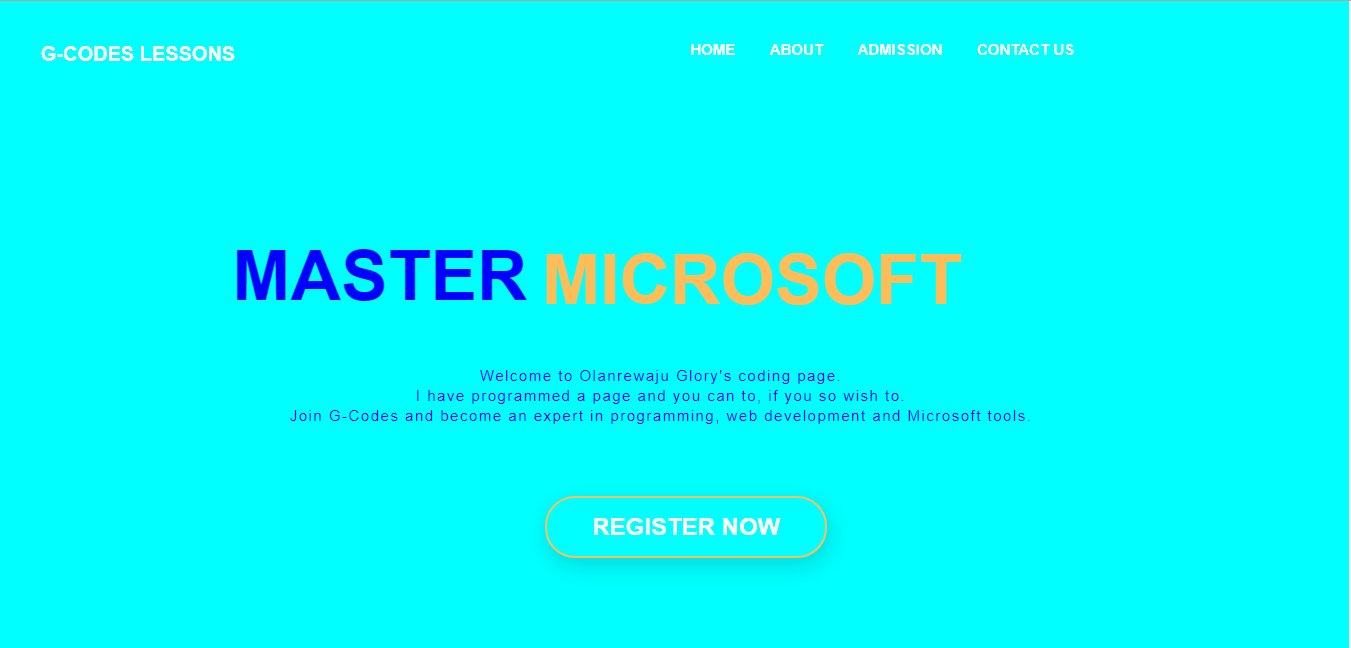 G-CODES LESSONS
HOME ABOUT ADMISSION CONTACT US
MASTER MICROSOFT
Welcome to Olanrewaju Glory's coding page.
I have programmed a page and you can to, if you so wish to.
Join G-Codes and become an expert in programming, web development and Microsoft tools.
REGISTER NOW